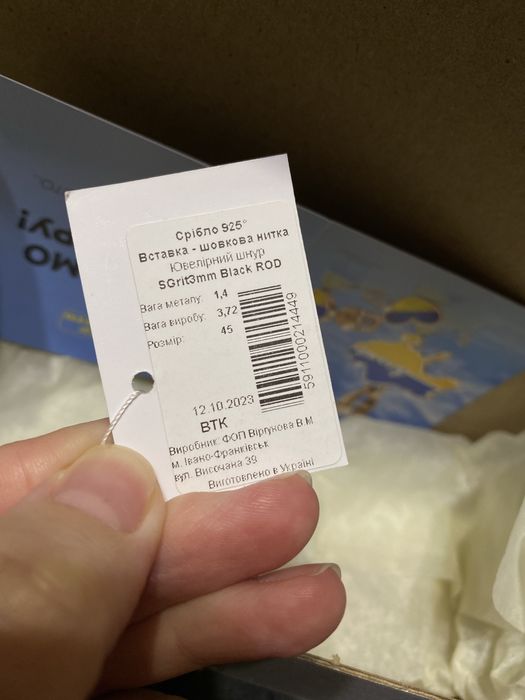 Срібло 925°
Вставка - шовкова нитка
Ювелірний шнур
SGrit3mm Black ROD
Вага металу: 1,4
Вага виробу: 3,72
Розмір: 45
5911000214449
12.10.2023
ВТК
Виробник: ФОП Віргунова В.М.
м. Івано-Франківськ
вул. Височана 39
Виготовлено в Україні